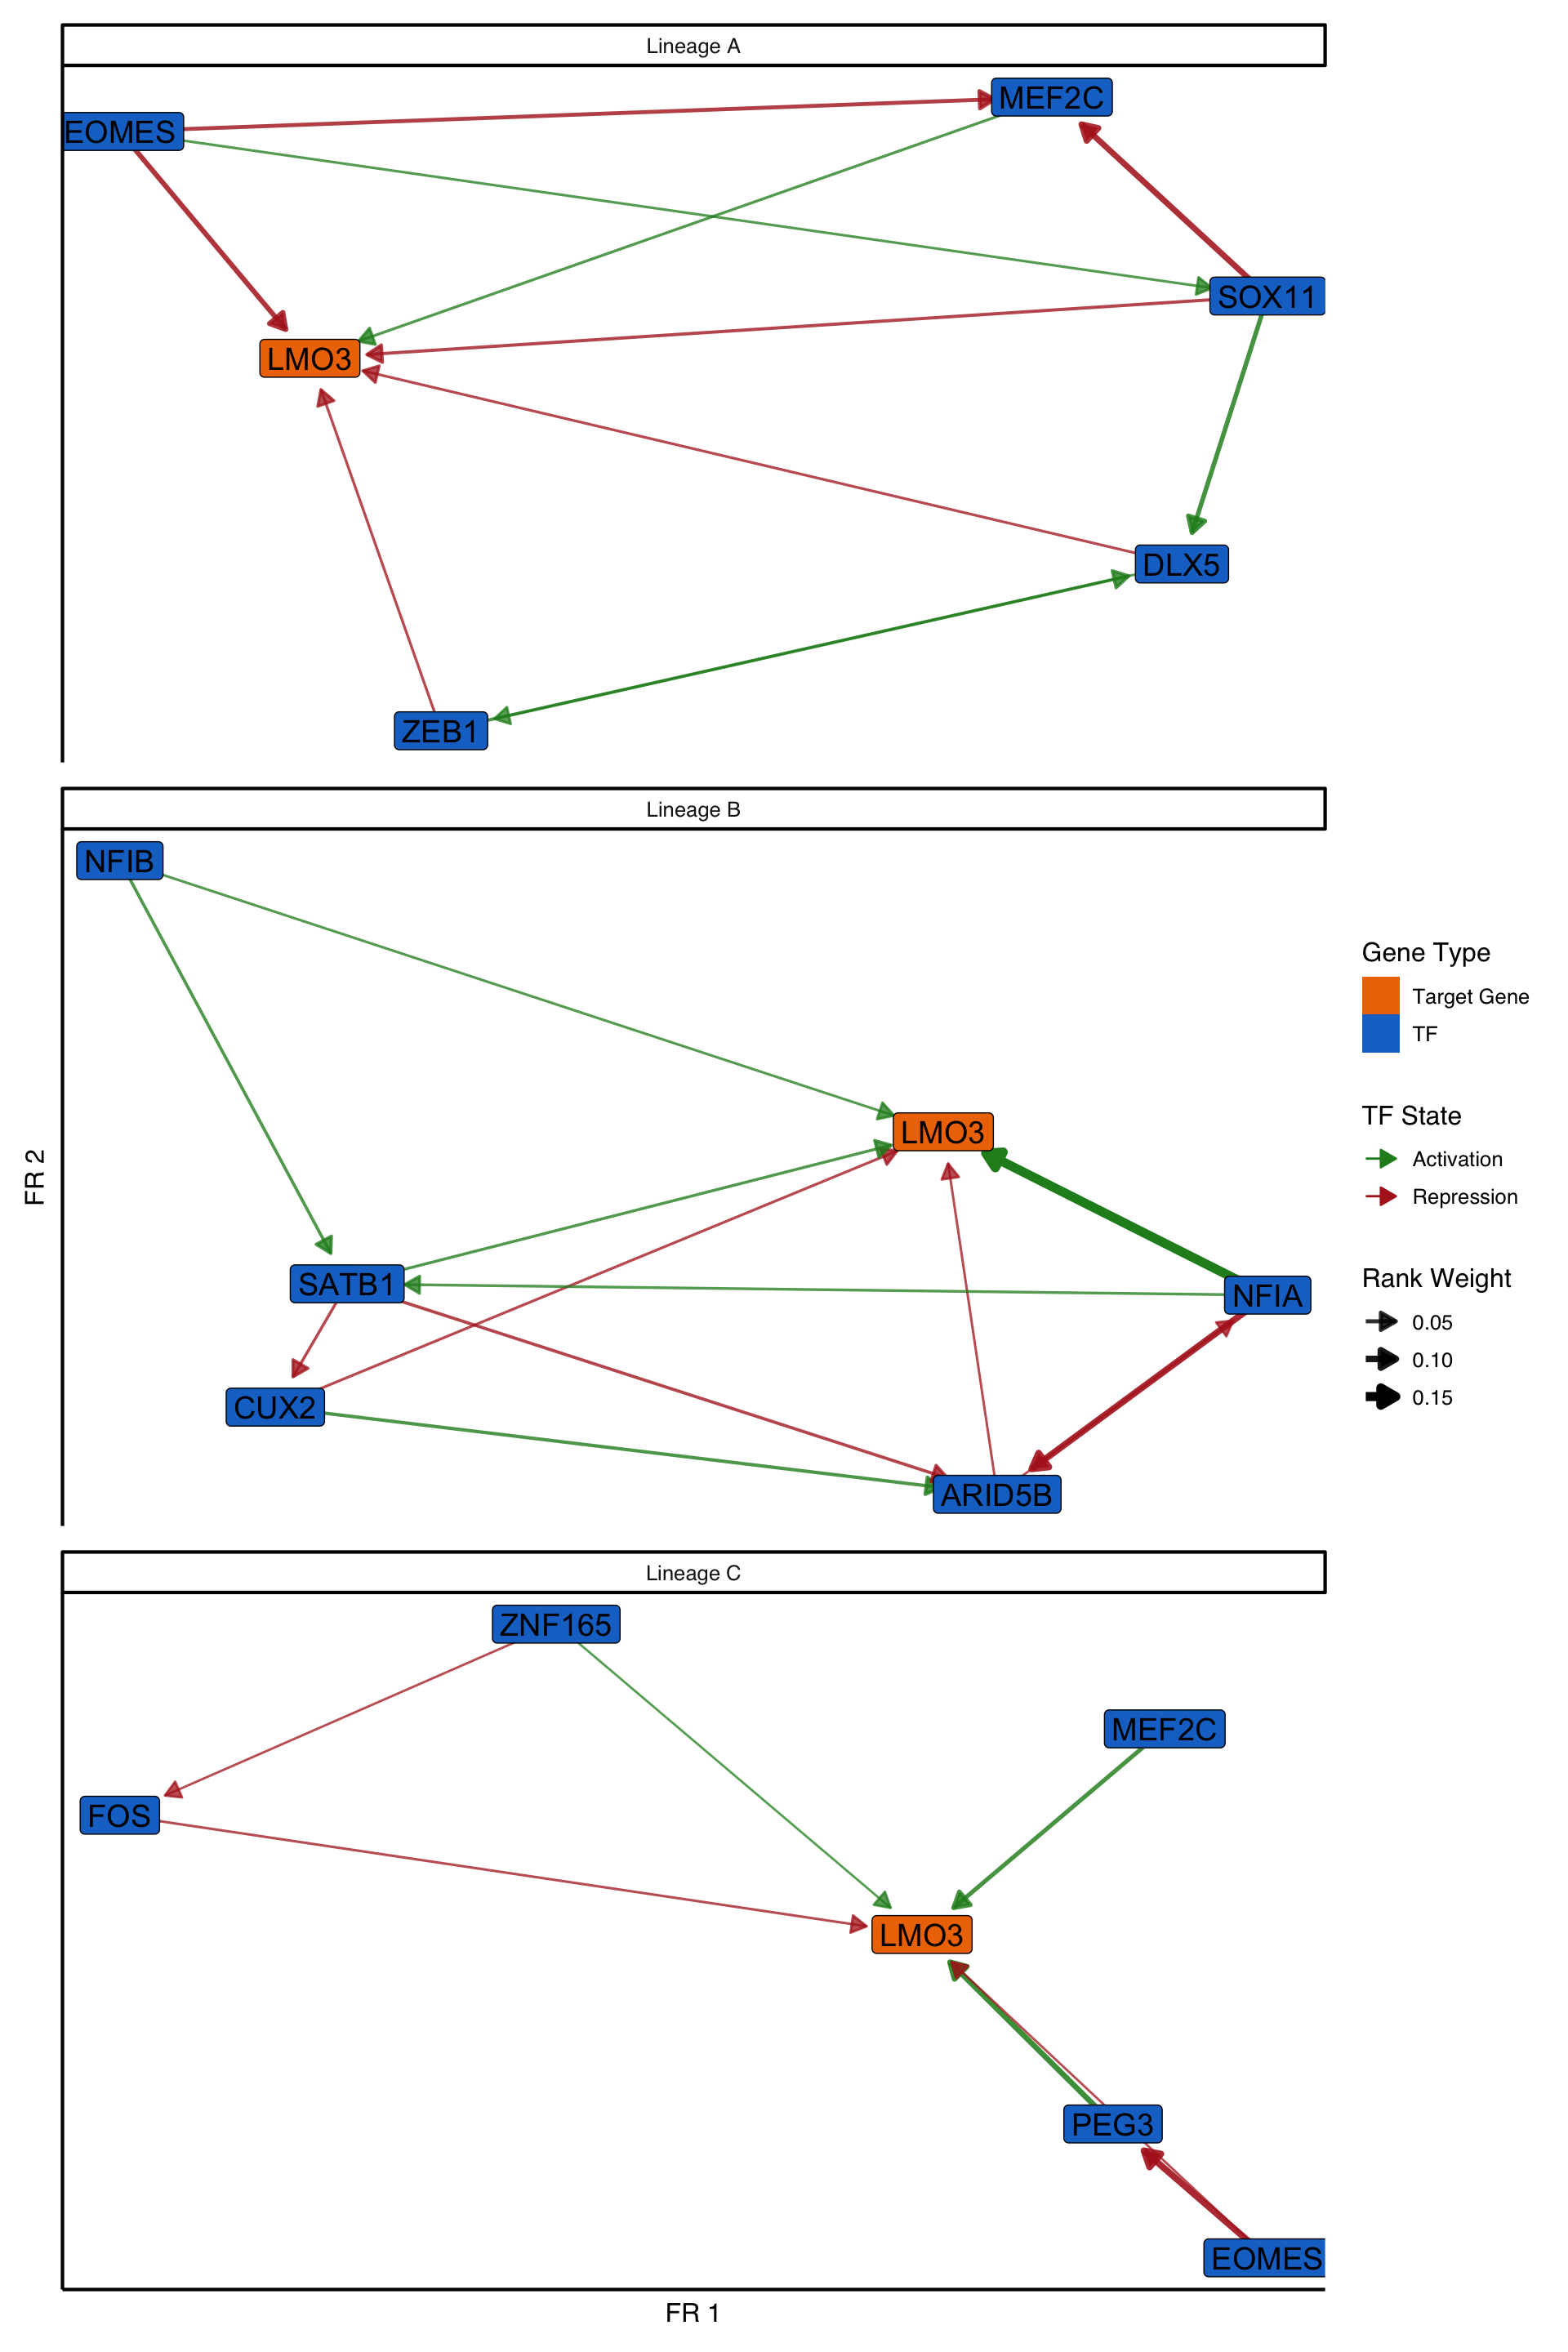 Lineage A
MEF2C
EOMES
SOX11
LMO3
DLX5
ZEB1
Lineage B
NFIB
LMO3
SATB1
NFIA
CUX2
ARID5B
Lineage C
ZNF165
MEF2C
FOS
LMO3
PEG3
EOMES
FR 2
FR 1
Gene Type
Target Gene
TF
TF State
Activation
Repression
Rank Weight
0.05
0.10
0.15